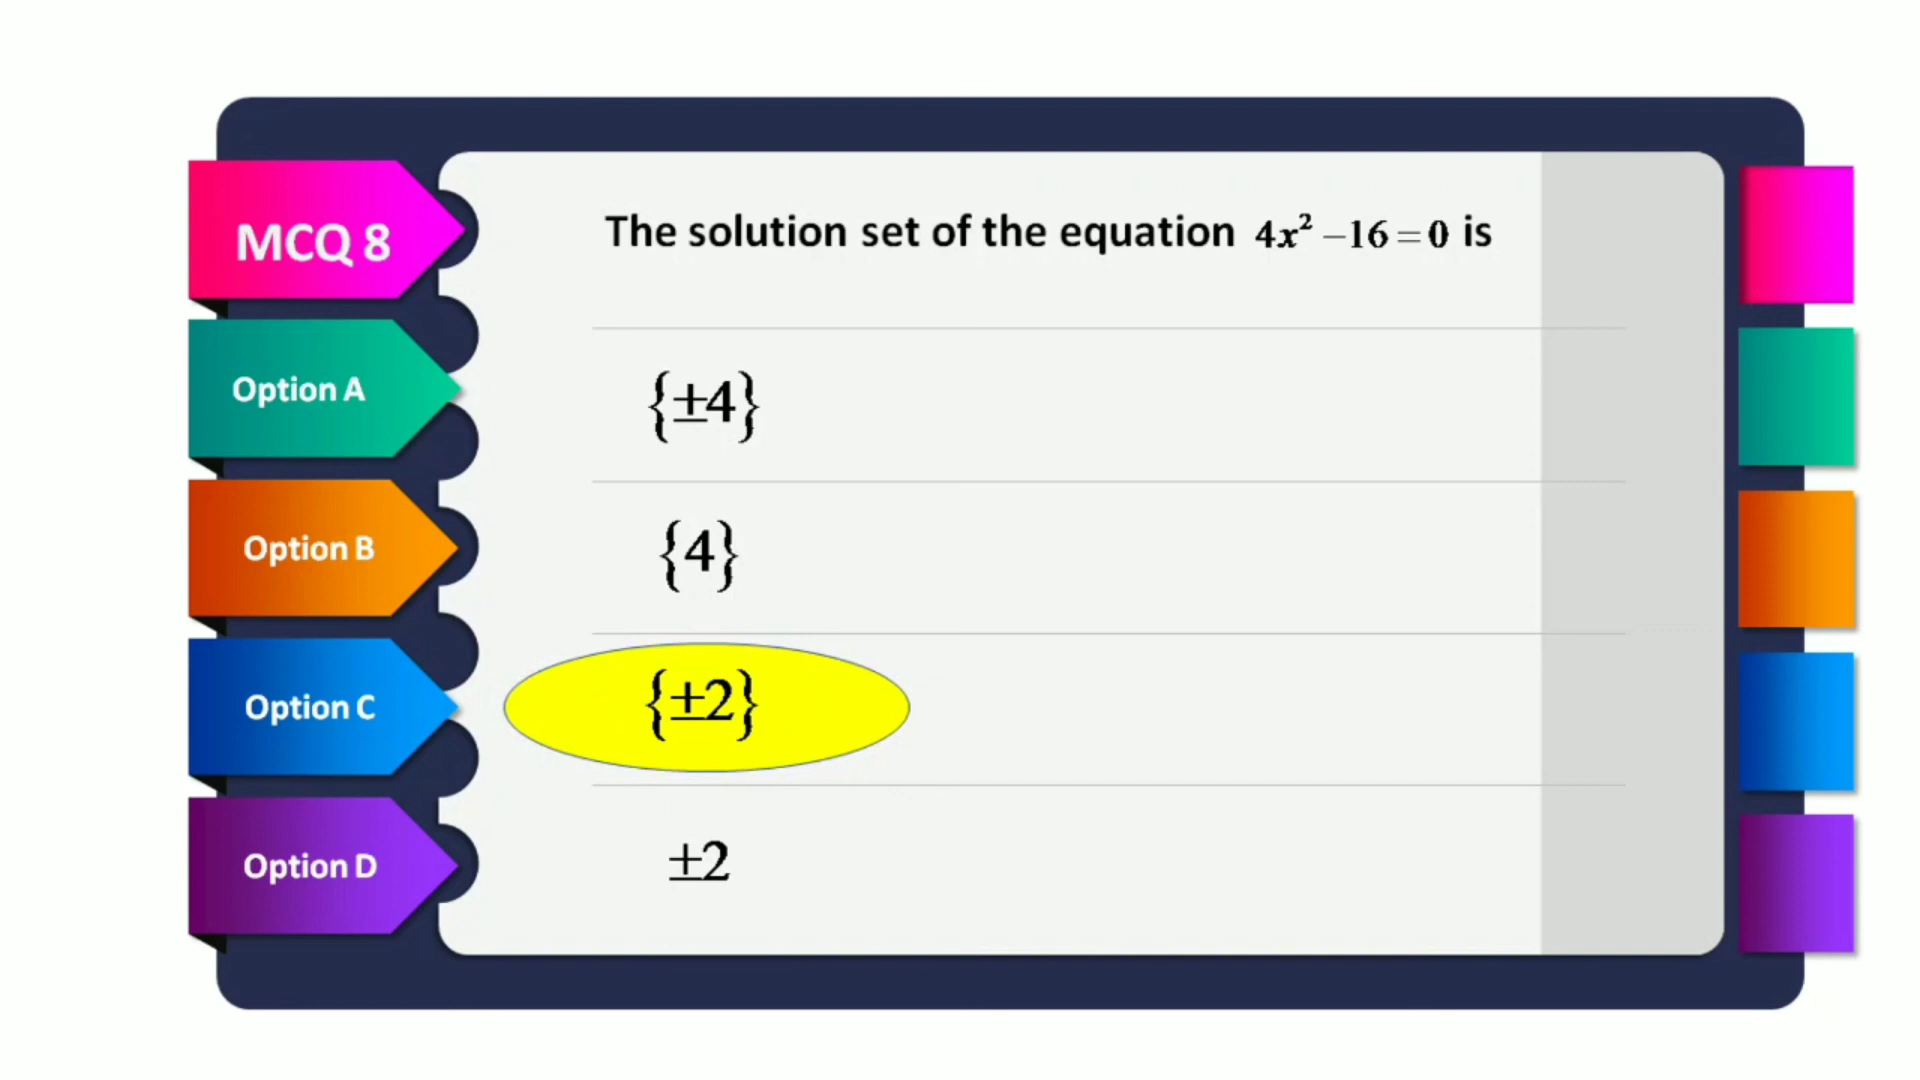 MCQ 8
The solution set of the equation 4x² −16 = 0 is
Option A
{±4}
Option B
{4}
Option C
{±2}
Option D
±2